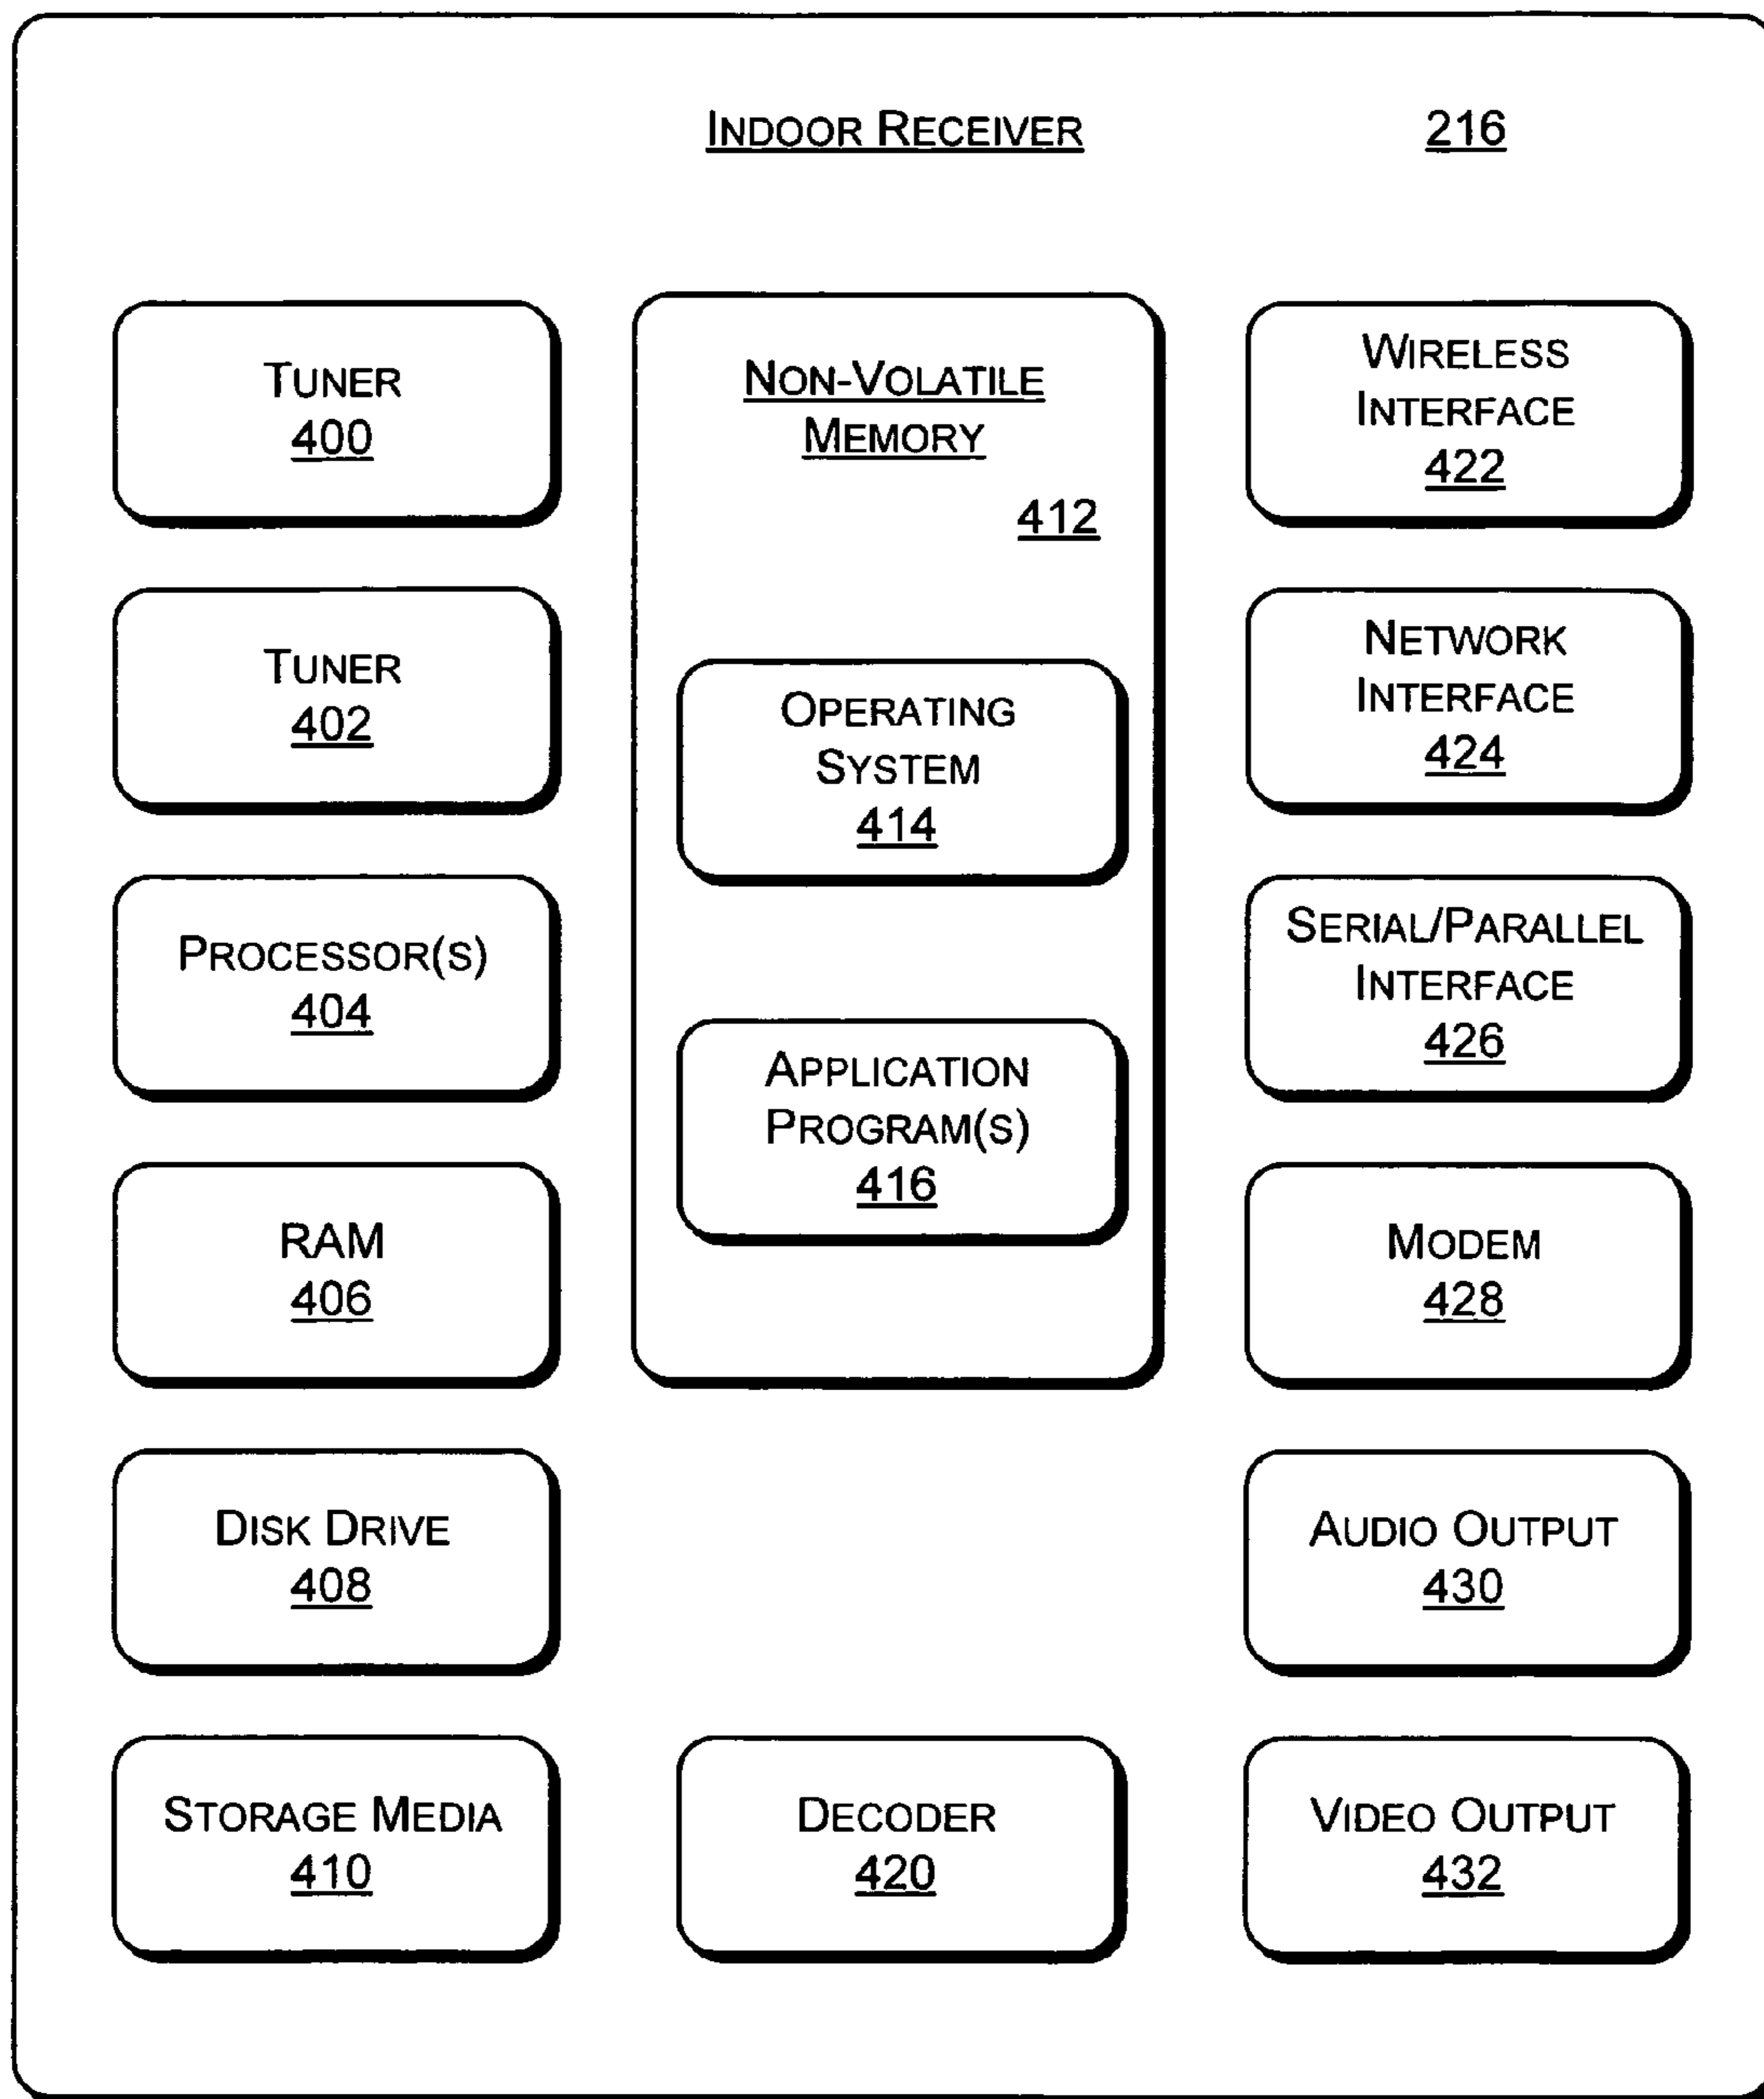 INDOOR RECEIVER 216
TUNER
400
TUNER
402
PROCESSOR(S)
404
RAM
406
DISK DRIVE
408
STORAGE MEDIA
410
NON-VOLATILE
MEMORY
412
OPERATING
SYSTEM
414
APPLICATION
PROGRAM(S)
416
DECODER
420
WIRELESS
INTERFACE
422
NETWORK
INTERFACE
424
SERIAL/PARALLEL
INTERFACE
426
MODEM
428
AUDIO OUTPUT
430
VIDEO OUTPUT
432